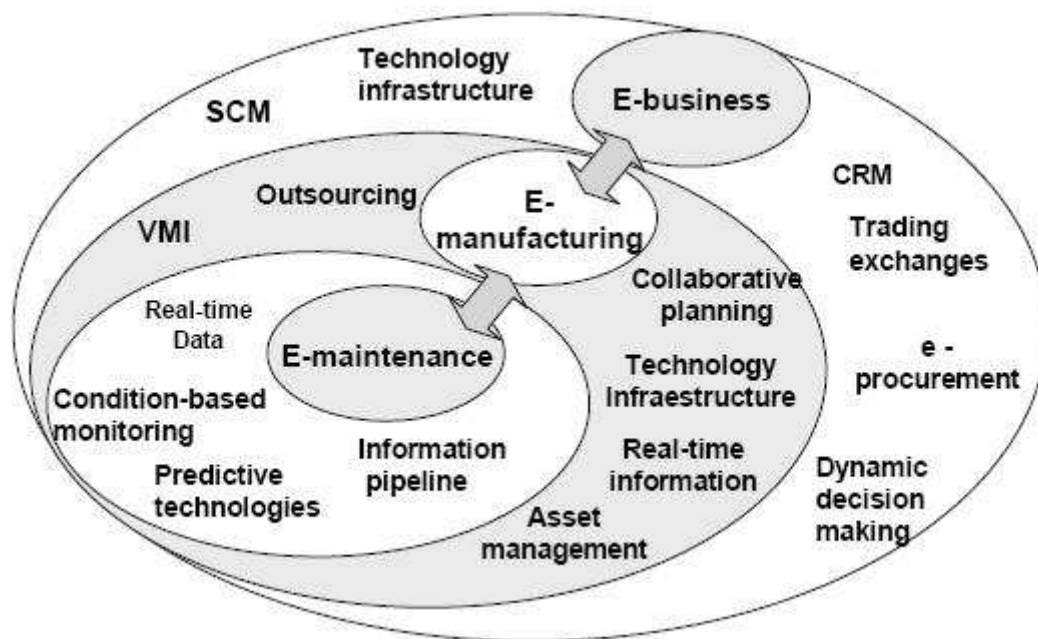 Technology
infrastructure
E-business
SCM
CRM
Outsourcing
E-
manufacturing
VMI
Trading
exchanges
Collaborative
planning
Real-time
Data
E-maintenance
e -
procurement
Technology
Infraestructure
Condition-based
monitoring
Information
pipeline
Real-time
information
Predictive
technologies
Dynamic
decision
making
Asset
management